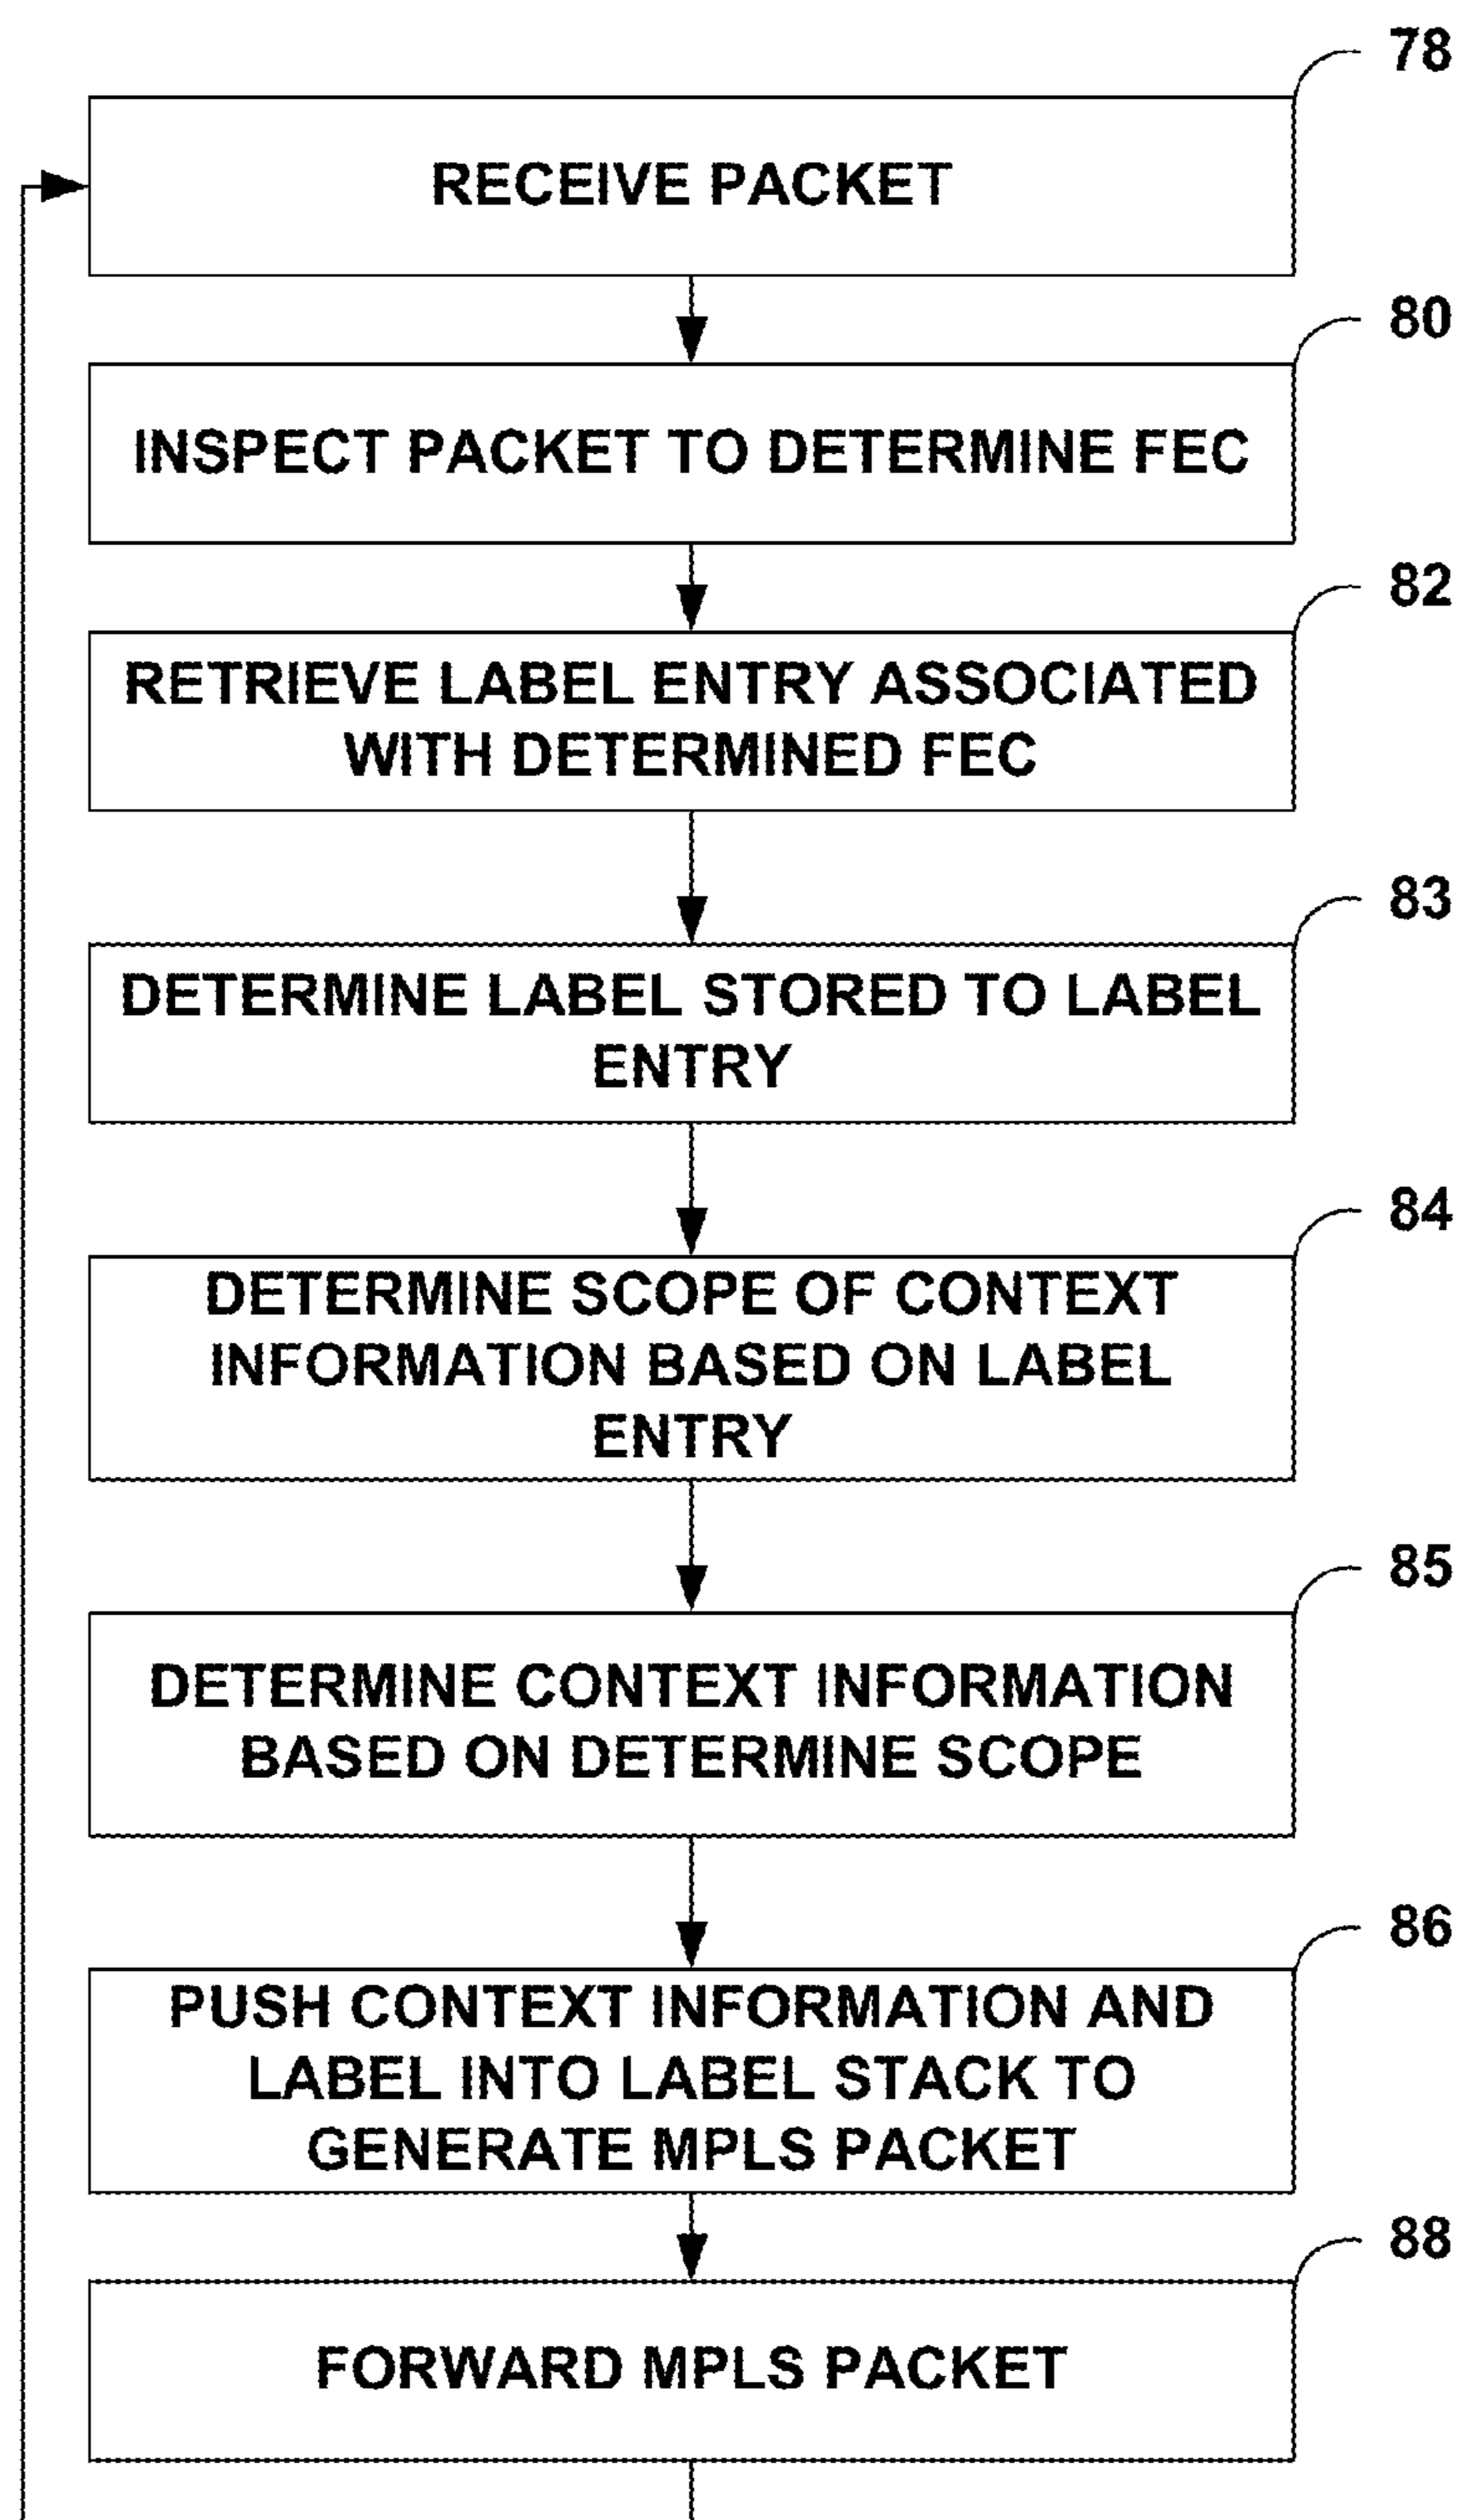 78
RECEIVE PACKET
80
INSPECT PACKET TO DETERMINE FEC
82
RETRIEVE LABEL ENTRY ASSOCIATED
WITH DETERMINED FEC
83
DETERMINE LABEL STORED TO LABEL
ENTRY
84
DETERMINE SCOPE OF CONTEXT
INFORMATION BASED ON LABEL
ENTRY
85
DETERMINE CONTEXT INFORMATION
BASED ON DETERMINE SCOPE
86
PUSH CONTEXT INFORMATION AND
LABEL INTO LABEL STACK TO
GENERATE MPLS PACKET
88
FORWARD MPLS PACKET